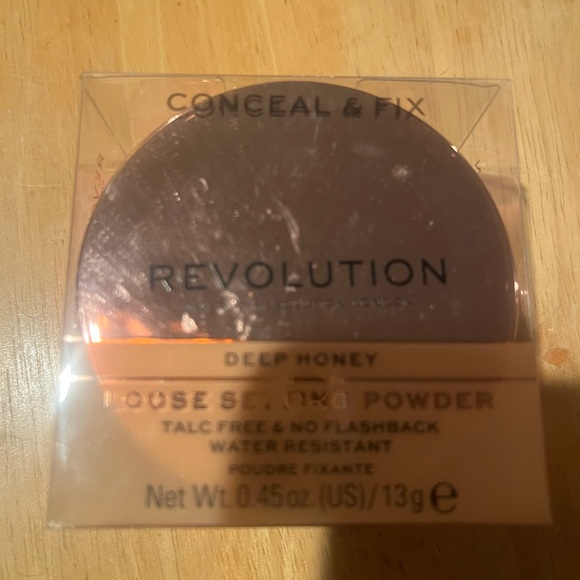 CONCEAL & FIX
REVOLUTION
DEEP HONEY
LOOSE SETTING POWDER
TALC FREE & NO FLASHBACK
WATER RESISTANT
POUDRE FIXANTE
Net Wt. 0.45oz.(US)/13g e